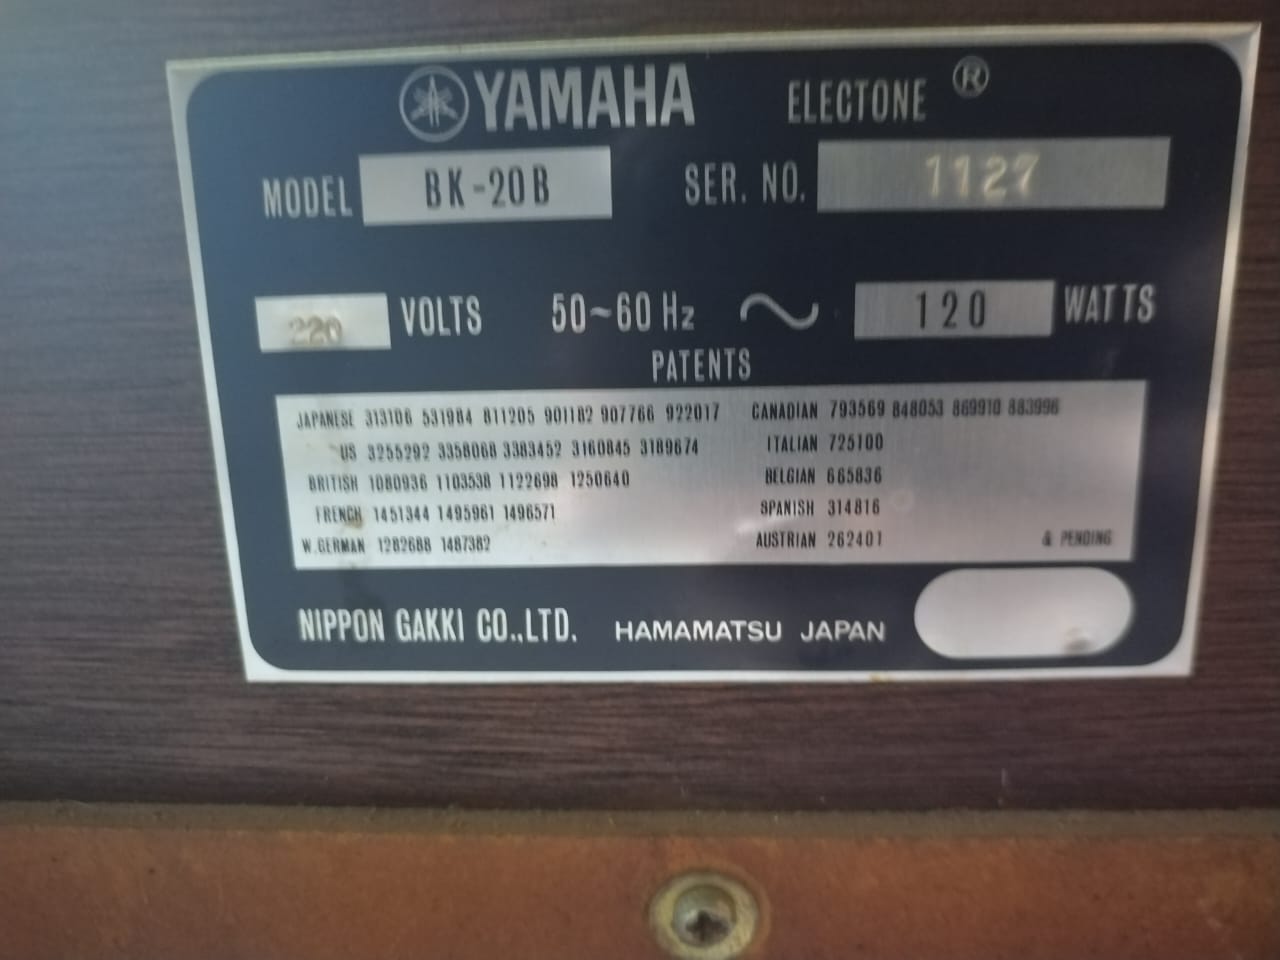 YAMAHA ELECTONE ®
MODEL BK-20B SER. NO. 1127
220 VOLTS 50~60 Hz ~ 120 WATTS
PATENTS
JAPANESE 313106 531984 811205 901182 907766 922017 CANADIAN 793569 848053 869910 883996
US 3255292 3358068 3383452 3160845 3189674 ITALIAN 725100
BRITISH 1080936 1103538 1122698 1250640 BELGIAN 665836
FRENCH 1451344 1495961 1496571 SPANISH 314816
W.GERMAN 1282688 1487382 AUSTRIAN 262401 & PENDING
NIPPON GAKKI CO.,LTD. HAMAMATSU JAPAN